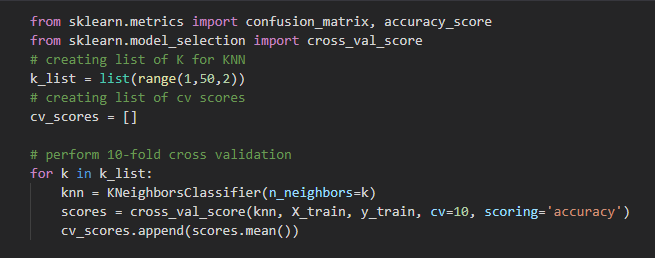 from sklearn.metrics import confusion_matrix, accuracy_score
from sklearn.model_selection import cross_val_score
# creating list of K for KNN
k_list = list(range(1,50,2))
# creating list of cv scores
cv_scores = []

# perform 10-fold cross validation
for k in k_list:
    knn = KNeighborsClassifier(n_neighbors=k)
    scores = cross_val_score(knn, X_train, y_train, cv=10, scoring='accuracy')
    cv_scores.append(scores.mean())